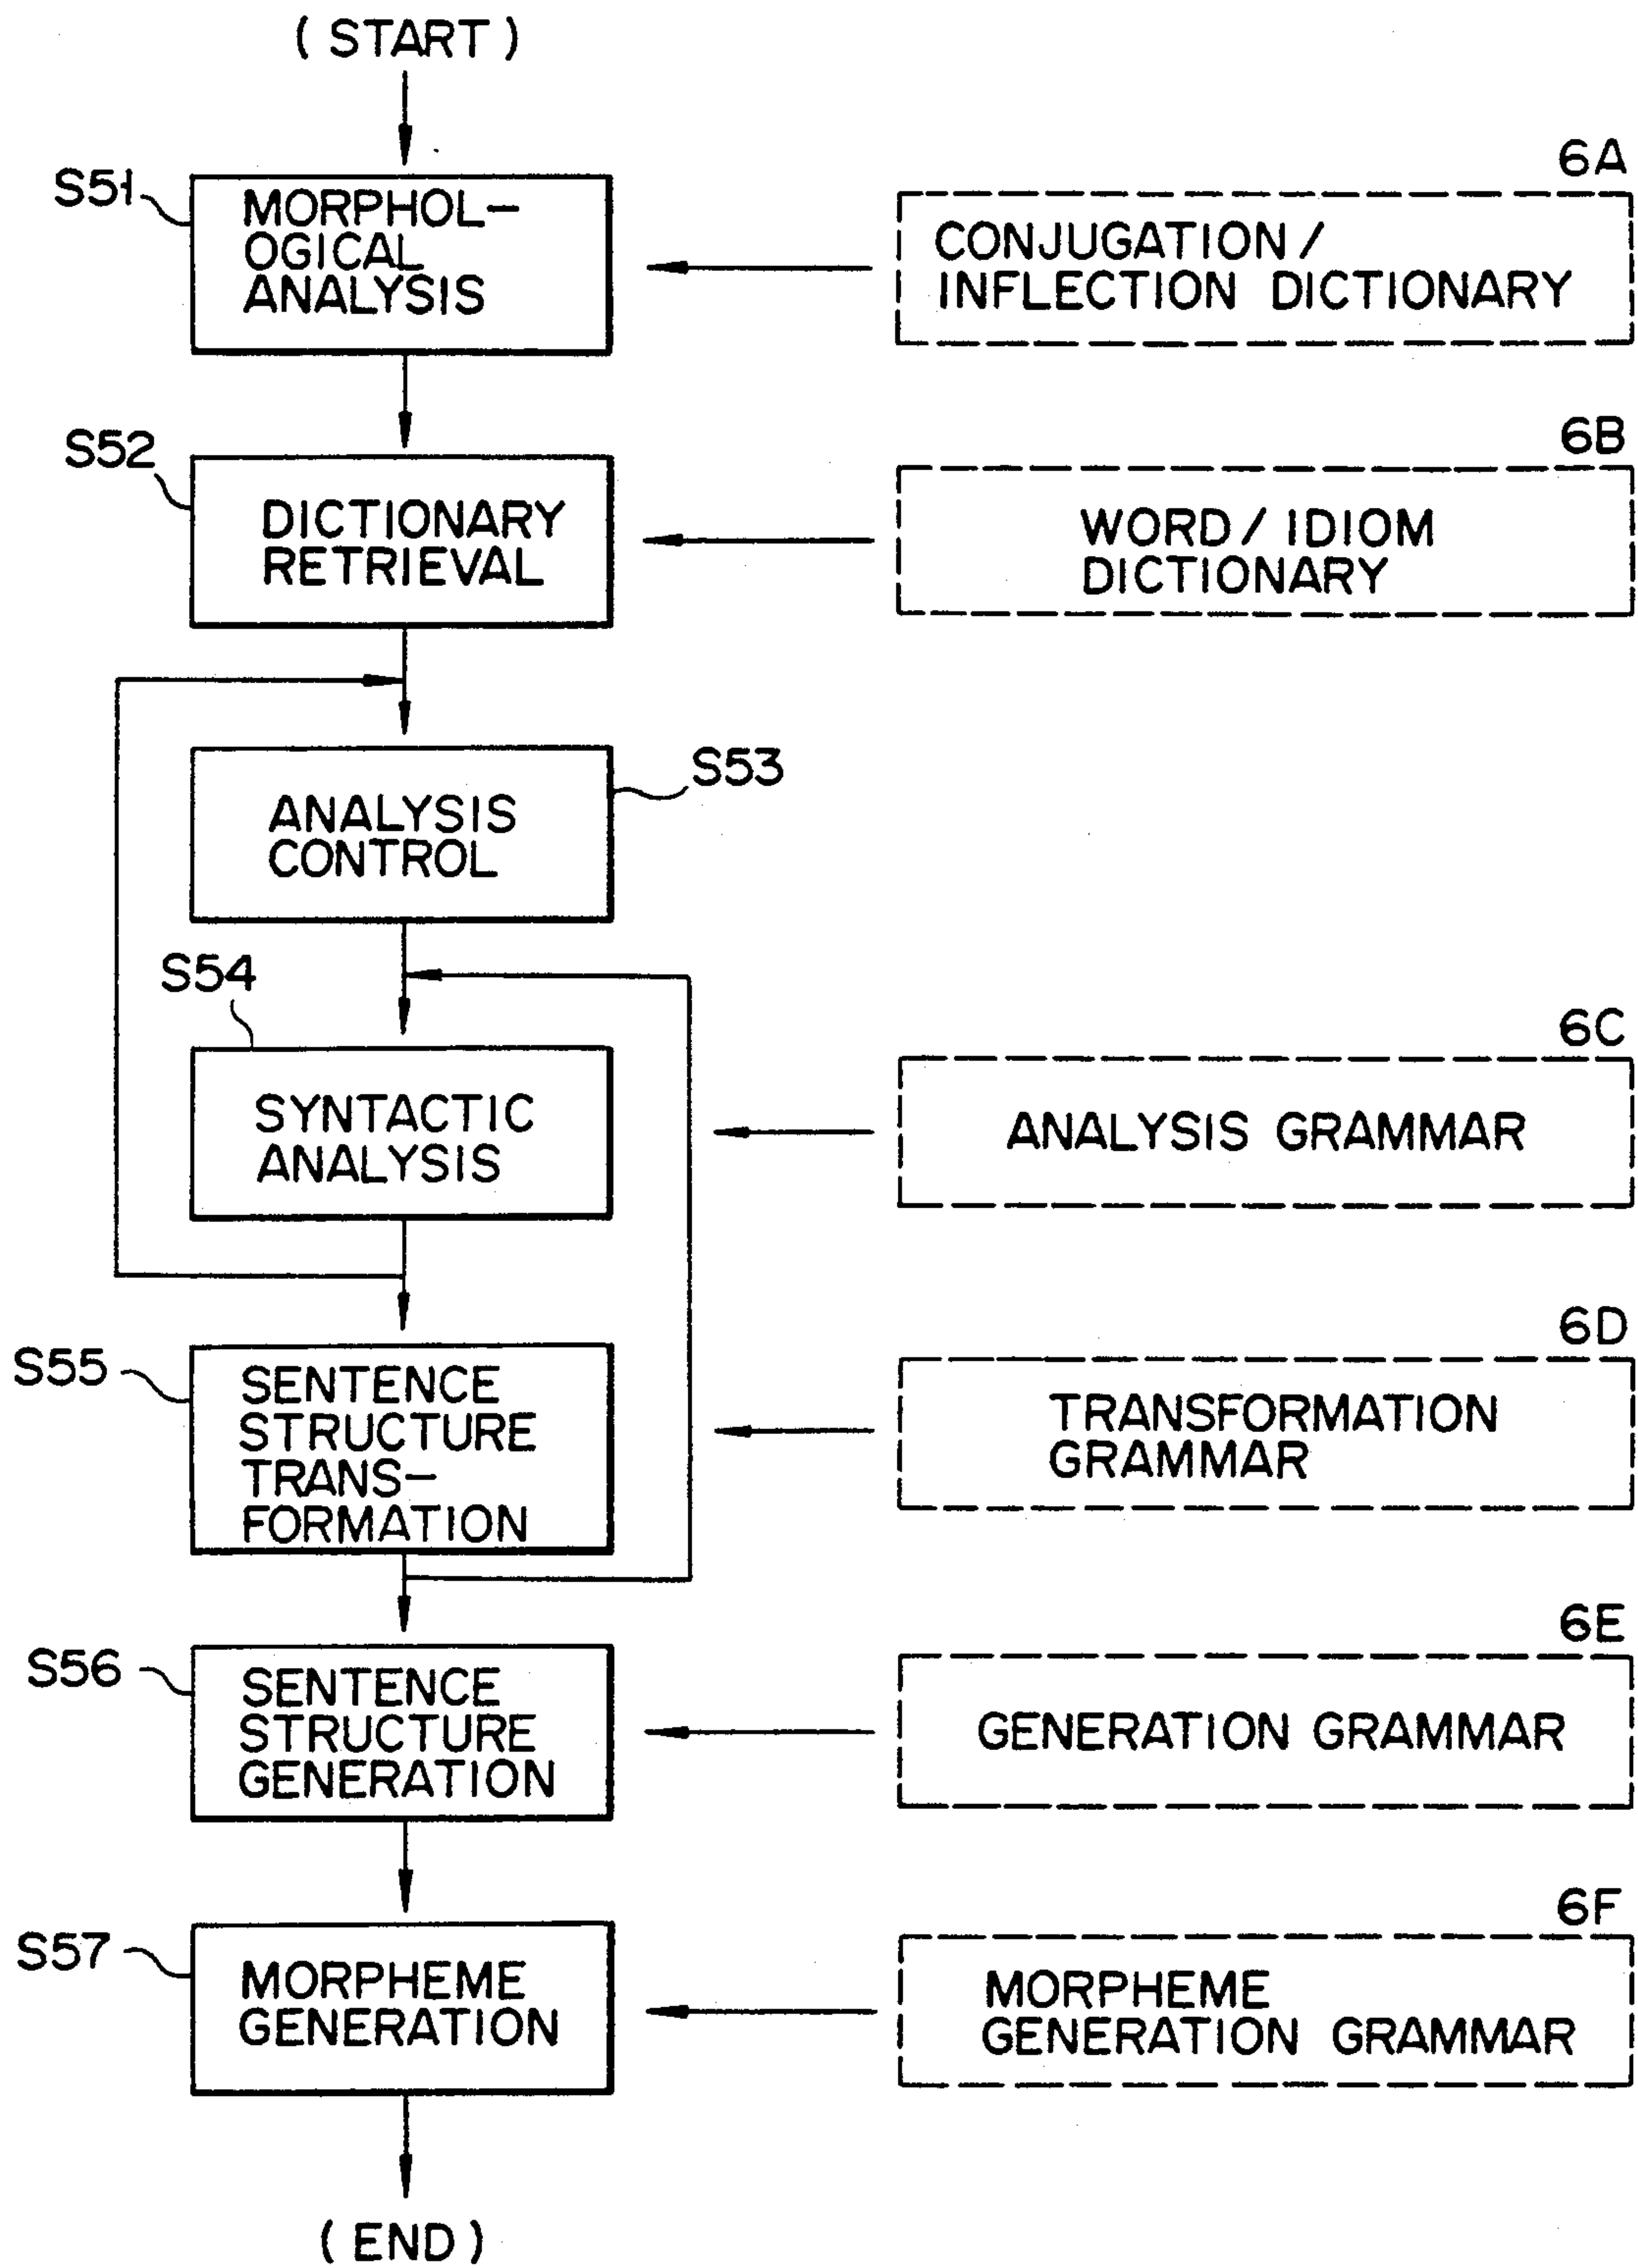 ( START )
S51
MORPHOL-
OGICAL
ANALYSIS
6A
CONJUGATION /
INFLECTION DICTIONARY
S52
DICTIONARY
RETRIEVAL
6B
WORD / IDIOM
DICTIONARY
S53
ANALYSIS
CONTROL
S54
SYNTACTIC
ANALYSIS
6C
ANALYSIS GRAMMAR
S55
SENTENCE
STRUCTURE
TRANS-
FORMATION
6D
TRANSFORMATION
GRAMMAR
S56
SENTENCE
STRUCTURE
GENERATION
6E
GENERATION GRAMMAR
S57
MORPHEME
GENERATION
6F
MORPHEME
GENERATION GRAMMAR
( END )